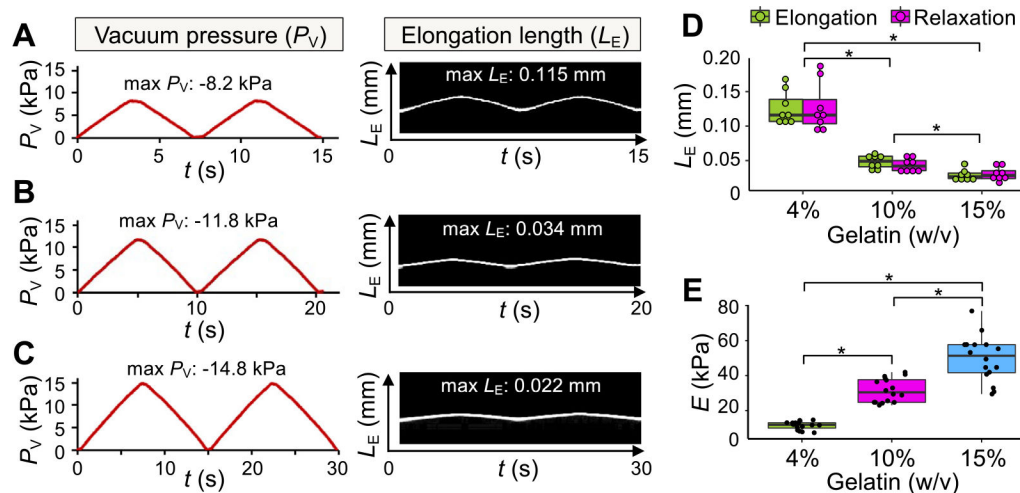 Vacuum pressure (PV)
Elongation length (LE)
A
PV (kPa)
15
10
5
0
max PV: -8.2 kPa
0 5 10 15
t (s)
LE (mm)
max LE: 0.115 mm
0 15
t (s)
B
PV (kPa)
15
10
5
0
max PV: -11.8 kPa
0 5 10 15 20
t (s)
LE (mm)
max LE: 0.034 mm
0 20
t (s)
C
PV (kPa)
15
10
5
0
max PV: -14.8 kPa
0 5 10 15 20 25 30
t (s)
LE (mm)
max LE: 0.022 mm
0 30
t (s)
D
Elongation Relaxation
*
*
*
LE (mm)
0.20
0.15
0.10
0.05
0
4% 10% 15%
Gelatin (w/v)
E
*
*
*
E (kPa)
80
60
40
20
0
4% 10% 15%
Gelatin (w/v)